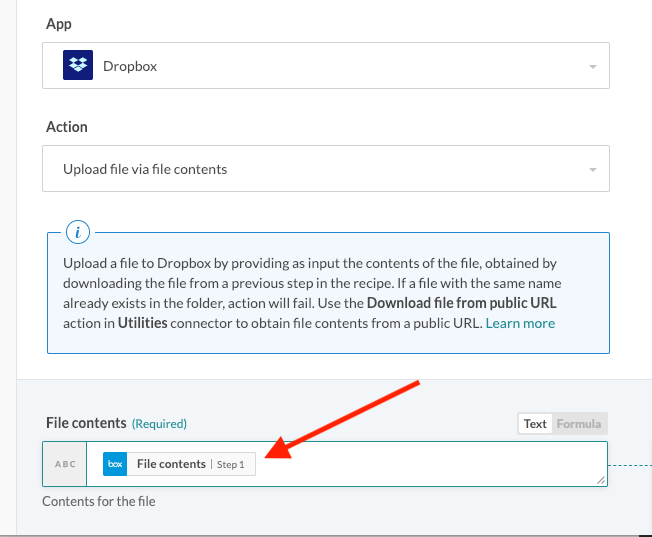 App
Dropbox
Action
Upload file via file contents
i
Upload a file to Dropbox by providing as input the contents of the file, obtained by
downloading the file from a previous step in the recipe. If a file with the same name
already exists in the folder, action will fail. Use the Download file from public URL
action in Utilities connector to obtain file contents from a public URL. Learn more
File contents (Required) Text Formula
ABC box File contents | Step 1
Contents for the file